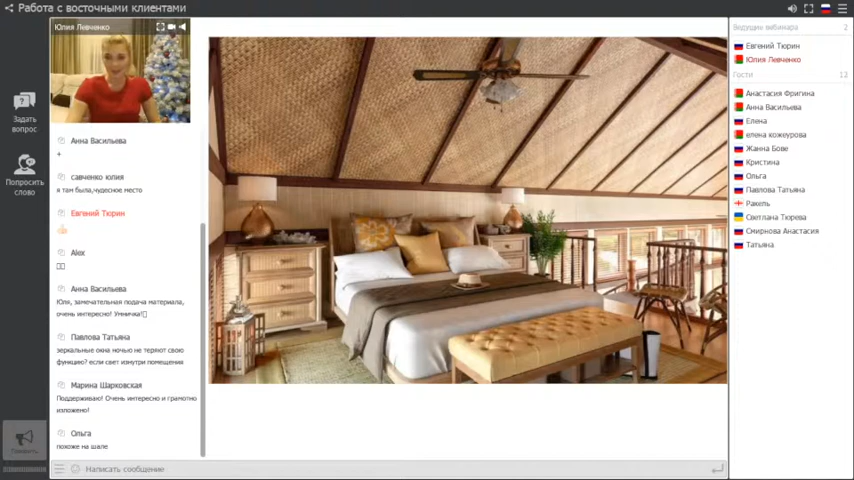 Работа с восточными клиентами
Юлия Левченко
Задать
вопрос
Попросить
слово
Анна Васильева
+
савченко юлия
я там была,чудесное место
Евгений Тюрин
Alex
Анна Васильева
Юля, замечательная подача материала,
очень интересно! Умничка!
Павлова Татьяна
зеркальные окна ночью не теряют свою
функцию? если свет изнутри помещения
Марина Шарковская
Поддерживаю! Очень интересно и грамотно
изложено!
Ольга
похоже на шале
Написать сообщение
Ведущие вебинара 2
Евгений Тюрин
Юлия Левченко
Гости 12
Анастасия Фригина
Анна Васильева
Елена
елена кожеурова
Жанна Бове
Кристина
Ольга
Павлова Татьяна
Ракель
Светлана Тюрева
Смирнова Анастасия
Татьяна